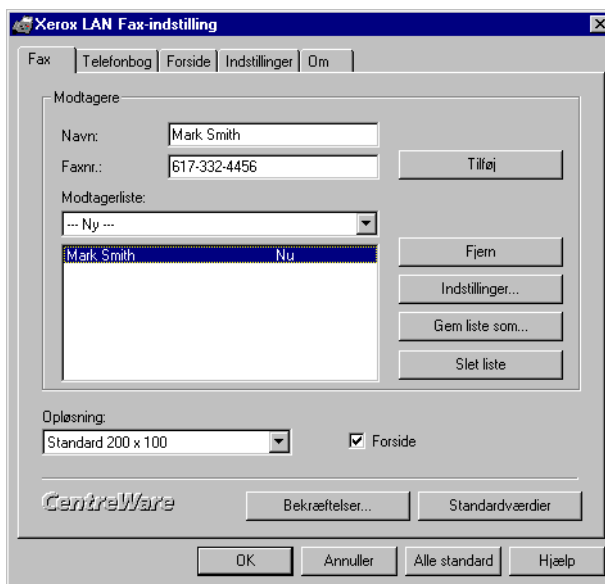 Xerox LAN Fax-indstilling
Fax Telefonbog Forside Indstillinger Om
Modtagere
Navn: Mark Smith
Faxnr.: 617-332-4456 Tilføj
Modtagerliste:
--- Ny ---
Mark Smith Nu Fjern
Indstillinger...
Gem liste som...
Slet liste
Opløsning:
Standard 200 x 100 Forside
CentreWare Bekræftelser... Standardværdier
OK Annuller Alle standard Hjælp